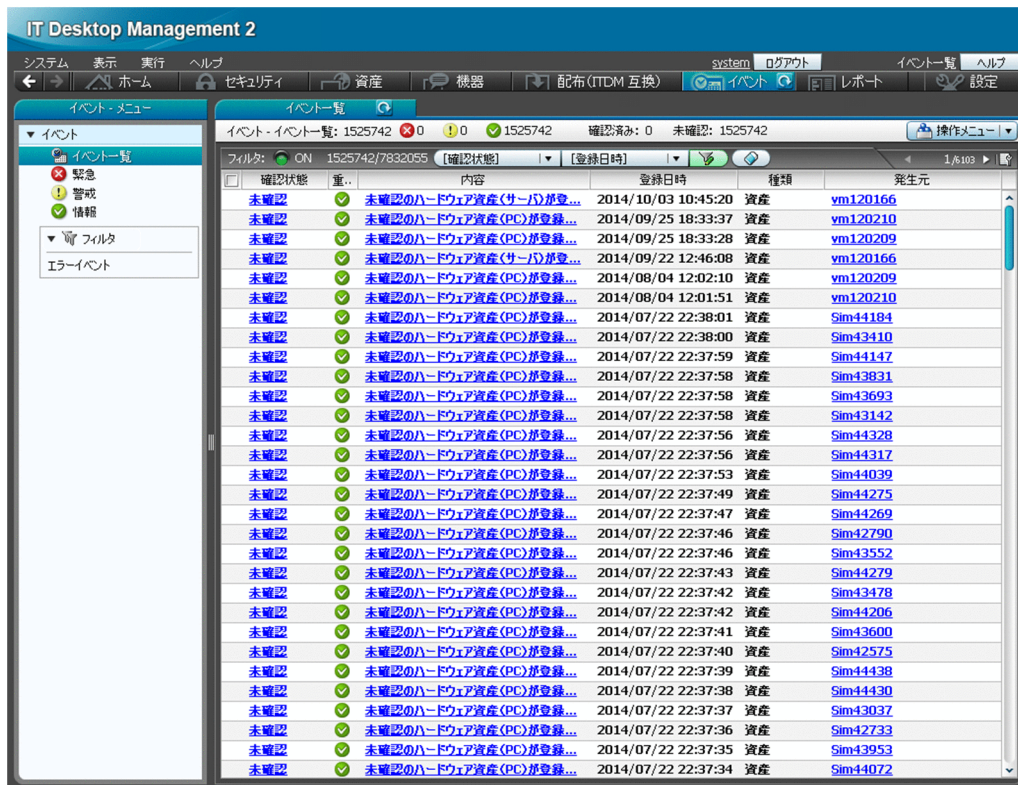 IT Desktop Management 2
システム 表示 実行 ヘルプ system ログアウト イベント一覧 ヘルプ
ホーム セキュリティ 資産 機器 配布(ITDM 互換) イベント レポート 設定
イベント - メニュー イベント一覧
▼ イベント
イベント一覧
緊急
警戒
情報
▼ フィルタ
エラーイベント
イベント - イベント一覧: 1525742 0 0 1525742 確認済み: 0 未確認: 1525742 操作メニュー
フィルタ: ON 1525742/7832055 [確認状態] [登録日時] 1/6103
確認状態 重.. 内容 登録日時 種類 発生元
未確認 未確認のハードウェア資産(サーバ)が登... 2014/10/03 10:45:20 資産 vm120166
未確認 未確認のハードウェア資産(PC)が登録... 2014/09/25 18:33:37 資産 vm120210
未確認 未確認のハードウェア資産(PC)が登録... 2014/09/25 18:33:28 資産 vm120209
未確認 未確認のハードウェア資産(サーバ)が登... 2014/09/22 12:46:08 資産 vm120166
未確認 未確認のハードウェア資産(PC)が登録... 2014/08/04 12:02:10 資産 vm120209
未確認 未確認のハードウェア資産(PC)が登録... 2014/08/04 12:01:51 資産 vm120210
未確認 未確認のハードウェア資産(PC)が登録... 2014/07/22 22:38:01 資産 Sim44184
未確認 未確認のハードウェア資産(PC)が登録... 2014/07/22 22:38:00 資産 Sim43410
未確認 未確認のハードウェア資産(PC)が登録... 2014/07/22 22:37:59 資産 Sim44147
未確認 未確認のハードウェア資産(PC)が登録... 2014/07/22 22:37:58 資産 Sim43831
未確認 未確認のハードウェア資産(PC)が登録... 2014/07/22 22:37:58 資産 Sim43693
未確認 未確認のハードウェア資産(PC)が登録... 2014/07/22 22:37:58 資産 Sim43142
未確認 未確認のハードウェア資産(PC)が登録... 2014/07/22 22:37:56 資産 Sim44328
未確認 未確認のハードウェア資産(PC)が登録... 2014/07/22 22:37:56 資産 Sim44317
未確認 未確認のハードウェア資産(PC)が登録... 2014/07/22 22:37:53 資産 Sim44039
未確認 未確認のハードウェア資産(PC)が登録... 2014/07/22 22:37:49 資産 Sim44275
未確認 未確認のハードウェア資産(PC)が登録... 2014/07/22 22:37:47 資産 Sim44269
未確認 未確認のハードウェア資産(PC)が登録... 2014/07/22 22:37:46 資産 Sim42790
未確認 未確認のハードウェア資産(PC)が登録... 2014/07/22 22:37:46 資産 Sim43552
未確認 未確認のハードウェア資産(PC)が登録... 2014/07/22 22:37:43 資産 Sim44279
未確認 未確認のハードウェア資産(PC)が登録... 2014/07/22 22:37:42 資産 Sim43478
未確認 未確認のハードウェア資産(PC)が登録... 2014/07/22 22:37:42 資産 Sim44206
未確認 未確認のハードウェア資産(PC)が登録... 2014/07/22 22:37:41 資産 Sim43600
未確認 未確認のハードウェア資産(PC)が登録... 2014/07/22 22:37:40 資産 Sim42575
未確認 未確認のハードウェア資産(PC)が登録... 2014/07/22 22:37:39 資産 Sim44438
未確認 未確認のハードウェア資産(PC)が登録... 2014/07/22 22:37:38 資産 Sim44430
未確認 未確認のハードウェア資産(PC)が登録... 2014/07/22 22:37:37 資産 Sim43037
未確認 未確認のハードウェア資産(PC)が登録... 2014/07/22 22:37:36 資産 Sim42733
未確認 未確認のハードウェア資産(PC)が登録... 2014/07/22 22:37:35 資産 Sim43953
未確認 未確認のハードウェア資産(PC)が登録... 2014/07/22 22:37:34 資産 Sim44072